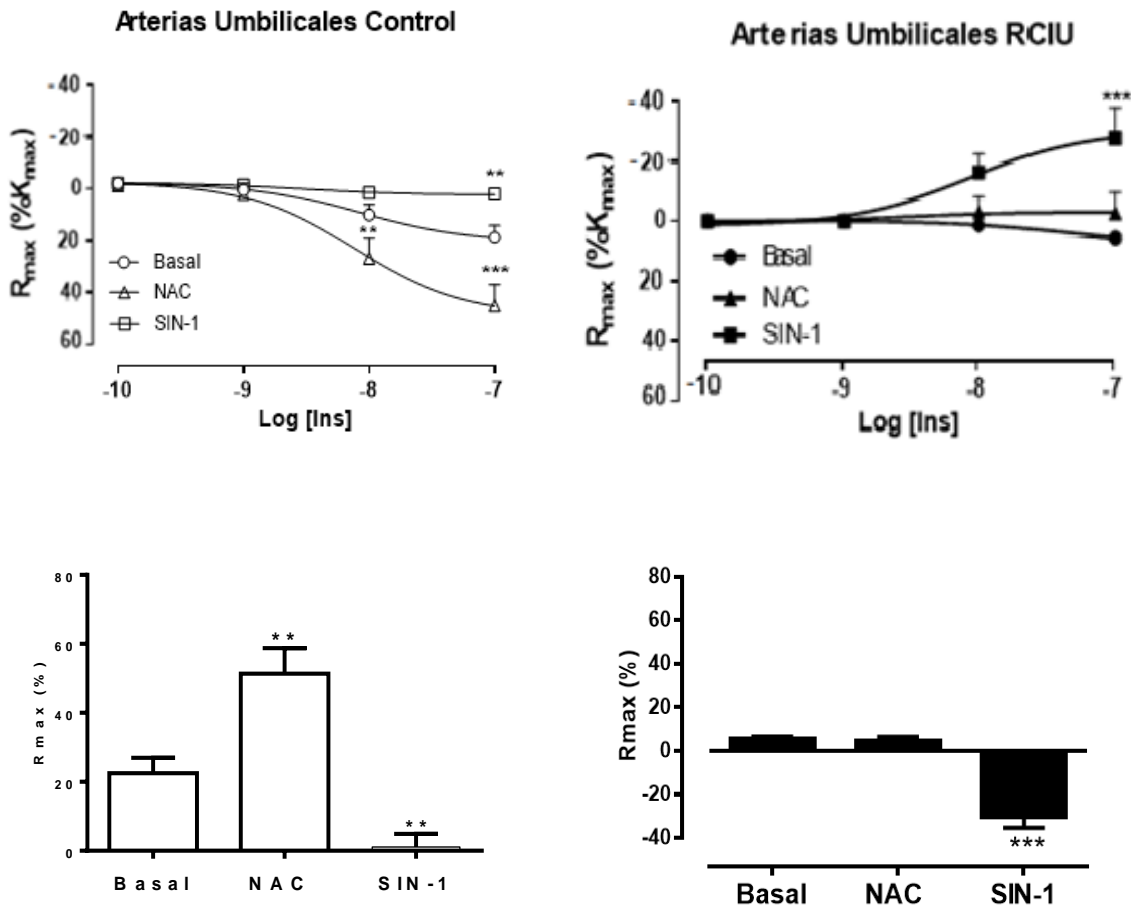 Arterias Umbilicales Control
-40
-20
0
20
40
60
Rmax (%Kmax)
**
**
***
Basal
NAC
SIN-1
-10
-9
-8
-7
Log [Ins]
Arterias Umbilicales RCIU
-40
-20
0
20
40
60
Rmax (%Kmax)
***
Basal
NAC
SIN-1
-10
-9
-8
-7
Log [Ins]
80
60
40
20
0
Rmax (%)
**
**
Basal
NAC
SIN-1
80
60
40
20
0
-20
-40
Rmax (%)
***
Basal
NAC
SIN-1